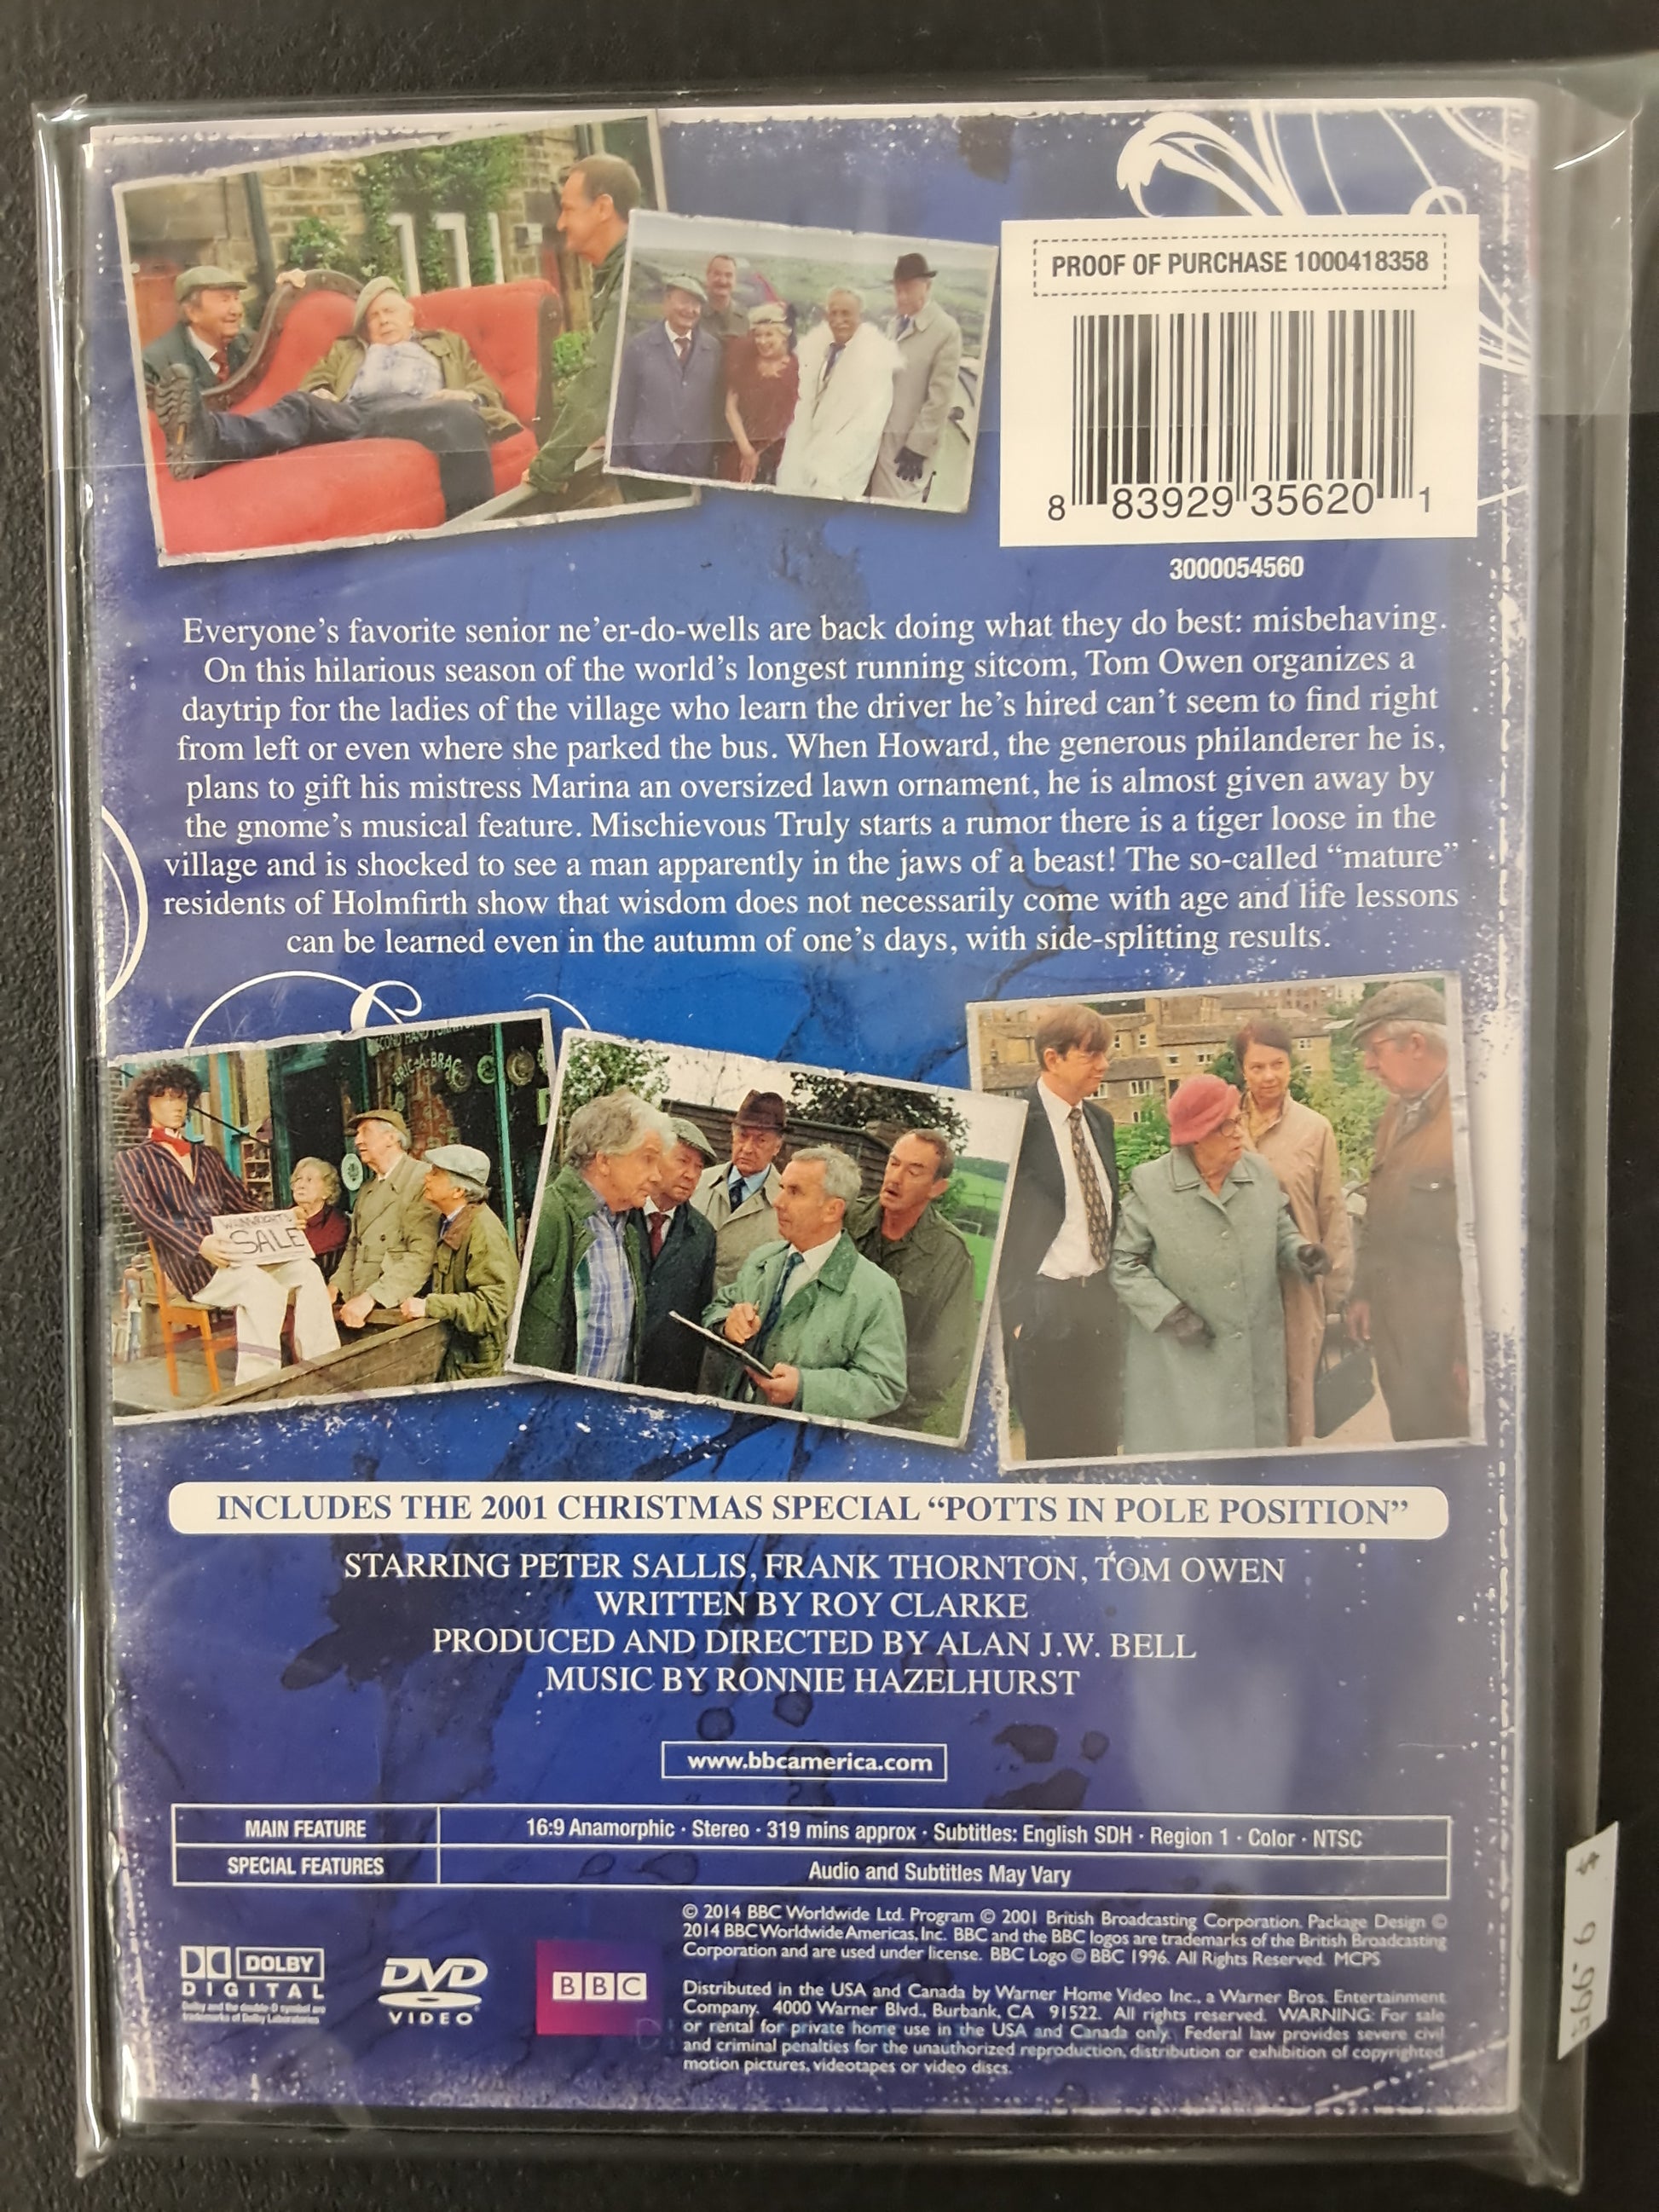 PROOF OF PURCHASE 1000418358
8 83929 35620 1
3000054560
Everyone's favorite senior ne'er-do-wells are back doing what they do best: misbehaving.
On this hilarious season of the world's longest running sitcom, Tom Owen organizes a
daytrip for the ladies of the village who learn the driver he's hired can't seem to find right
from left or even where she parked the bus. When Howard, the generous philanderer he is,
plans to gift his mistress Marina an oversized lawn ornament, he is almost given away by
the gnome's musical feature. Mischievous Truly starts a rumor there is a tiger loose in the
village and is shocked to see a man apparently in the jaws of a beast! The so-called “mature”
residents of Holmfirth show that wisdom does not necessarily come with age and life lessons
can be learned even in the autumn of one's days, with side-splitting results.
BRIC-A-BRAC
SALE
INCLUDES THE 2001 CHRISTMAS SPECIAL “POTTS IN POLE POSITION”
STARRING PETER SALLIS, FRANK THORNTON, TOM OWEN
WRITTEN BY ROY CLARKE
PRODUCED AND DIRECTED BY ALAN J.W. BELL
MUSIC BY RONNIE HAZELHURST
www.bbcamerica.com
MAIN FEATURE 16:9 Anamorphic · Stereo · 319 mins approx · Subtitles: English SDH · Region 1 · Color · NTSC
SPECIAL FEATURES Audio and Subtitles May Vary
DOLBY
DIGITAL
Dolby and the double-D symbol are
trademarks of Dolby Laboratories
DVD
VIDEO
BBC
© 2014 BBC Worldwide Ltd. Program © 2001 British Broadcasting Corporation. Package Design ©
2014 BBC Worldwide Americas, Inc. BBC and the BBC logos are trademarks of the British Broadcasting
Corporation and are used under license. BBC Logo © BBC 1996. All Rights Reserved. MCPS
Distributed in the USA and Canada by Warner Home Video Inc., a Warner Bros. Entertainment
Company, 4000 Warner Blvd., Burbank, CA 91522. All rights reserved. WARNING: For sale
or rental for private home use in the USA and Canada only. Federal law provides severe civil
and criminal penalties for the unauthorized reproduction, distribution or exhibition of copyrighted
motion pictures, videotapes or video discs.
$ 9.99